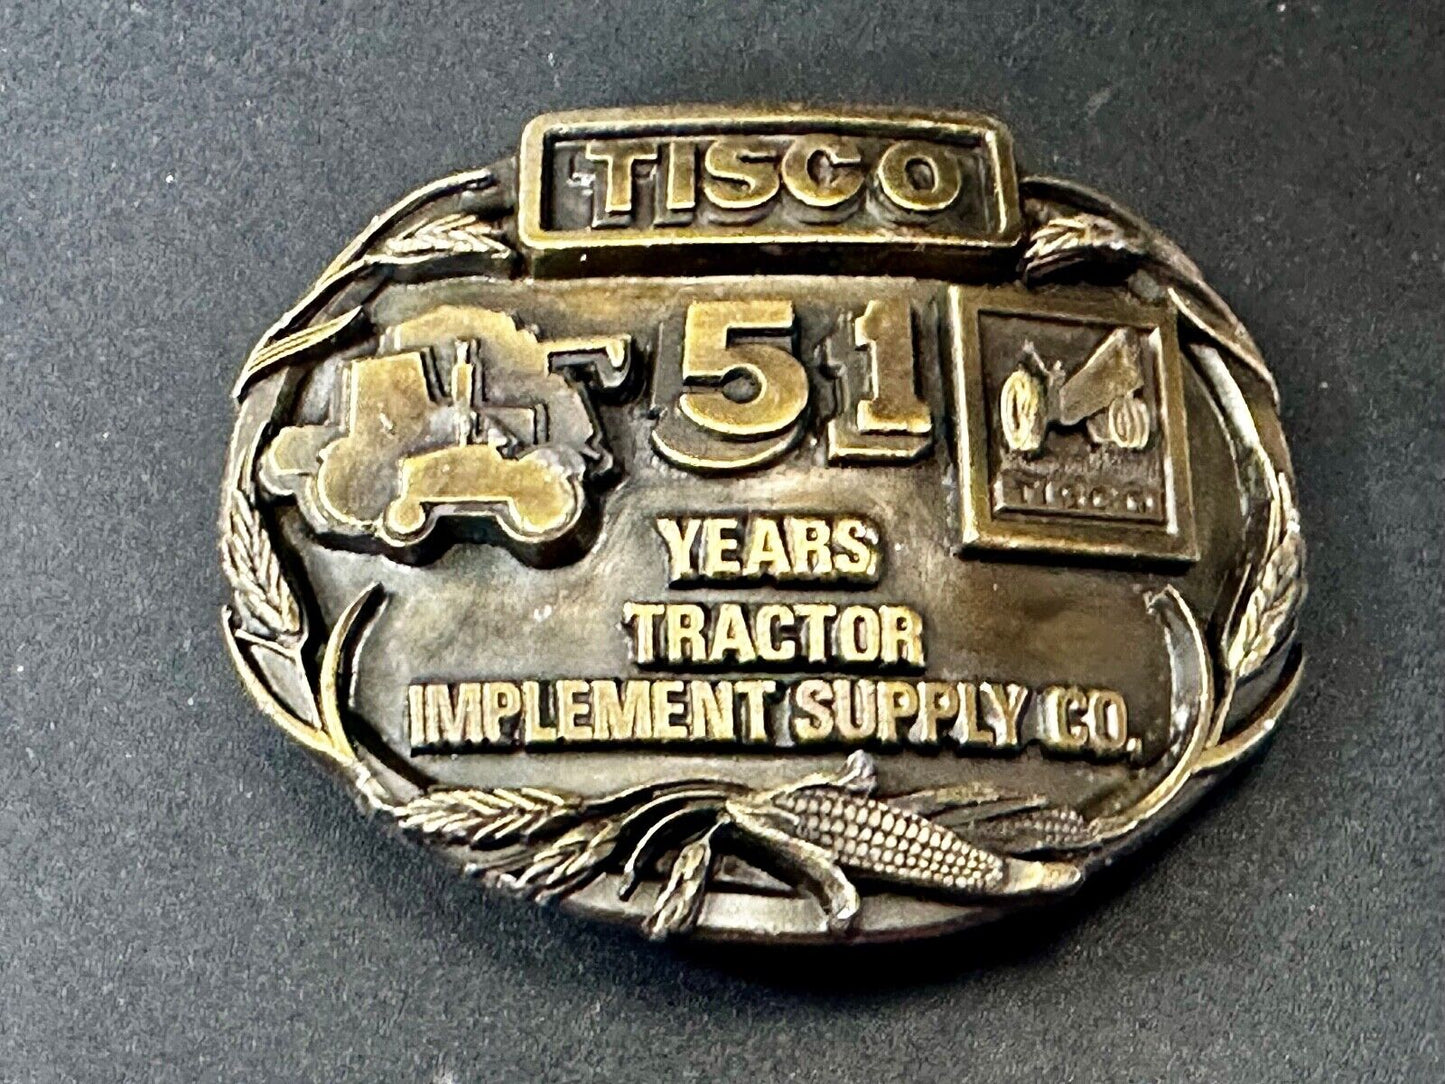 TISCO
51
TISCO
YEARS
TRACTOR
IMPLEMENT SUPPLY CO.